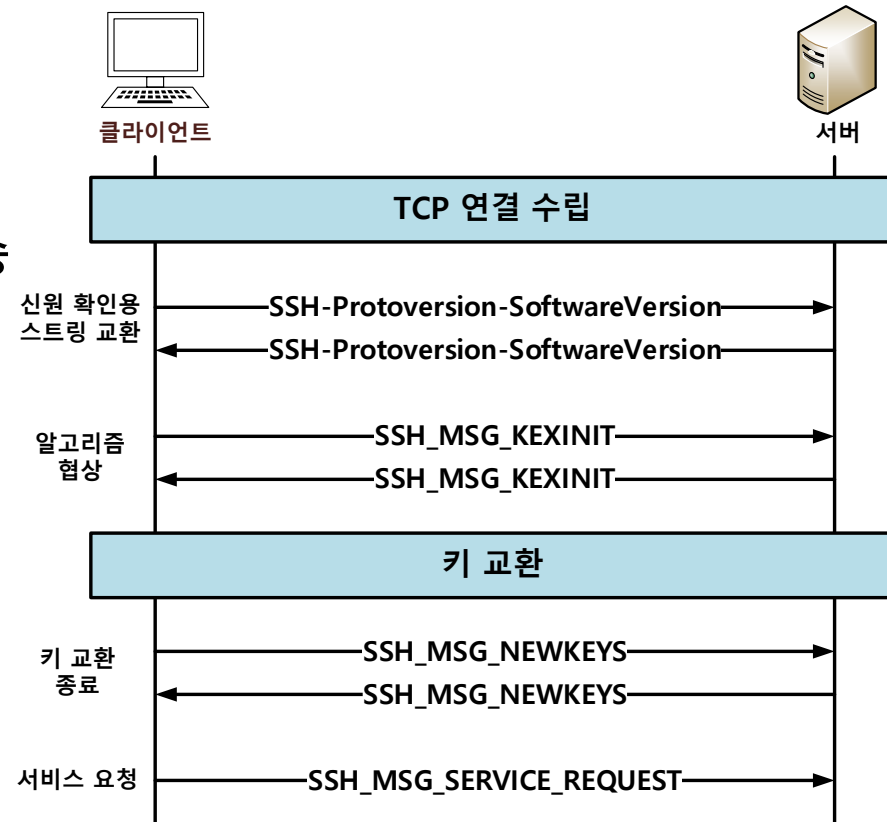 클라이언트
서버
TCP 연결 수립
신원 확인용
스트링 교환
SSH-Protoversion-SoftwareVersion
SSH-Protoversion-SoftwareVersion
알고리즘
협상
SSH_MSG_KEXINIT
SSH_MSG_KEXINIT
키 교환
키 교환
종료
SSH_MSG_NEWKEYS
SSH_MSG_NEWKEYS
서비스 요청
SSH_MSG_SERVICE_REQUEST